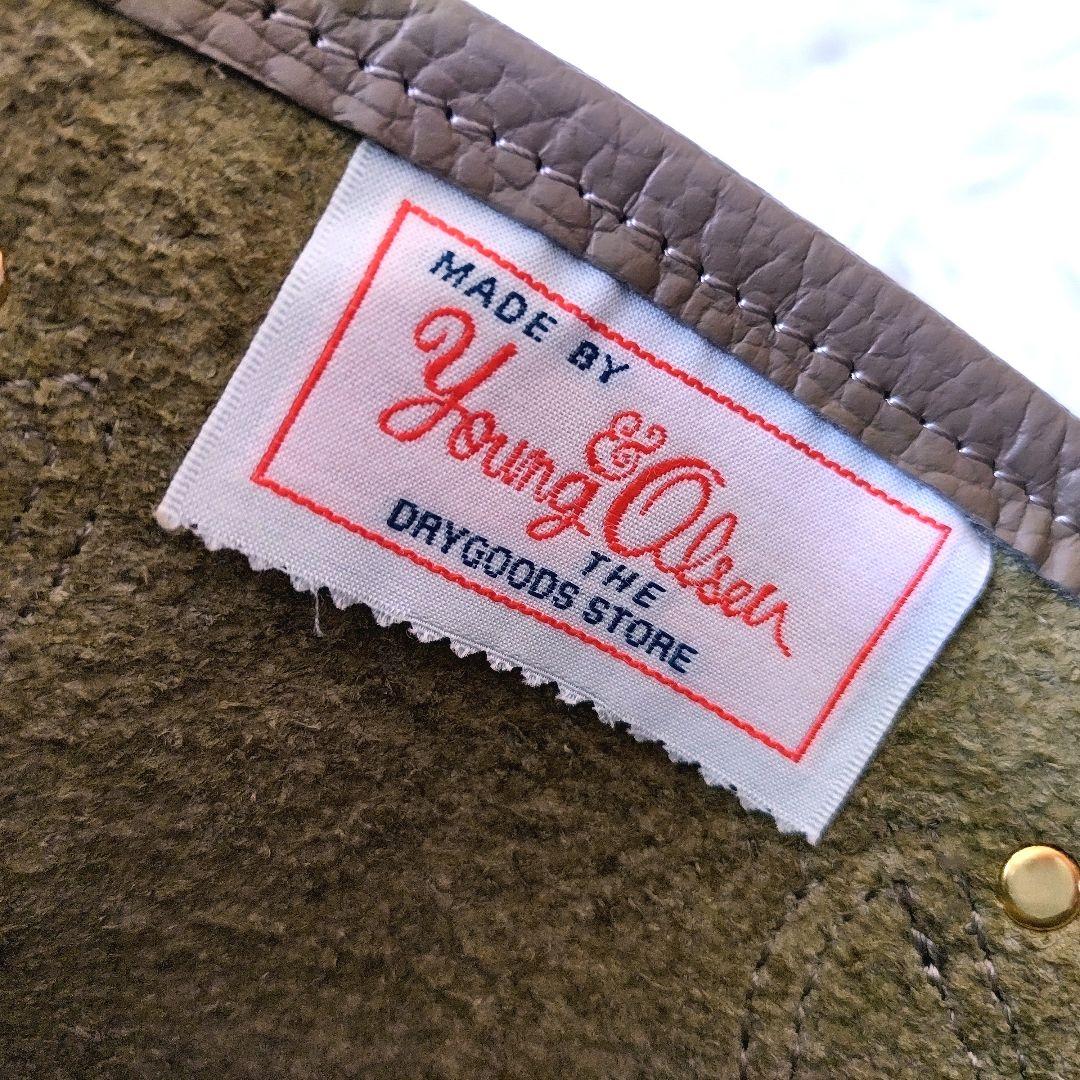 MADE BY
Young & Olsen
THE
DRYGOODS STORE